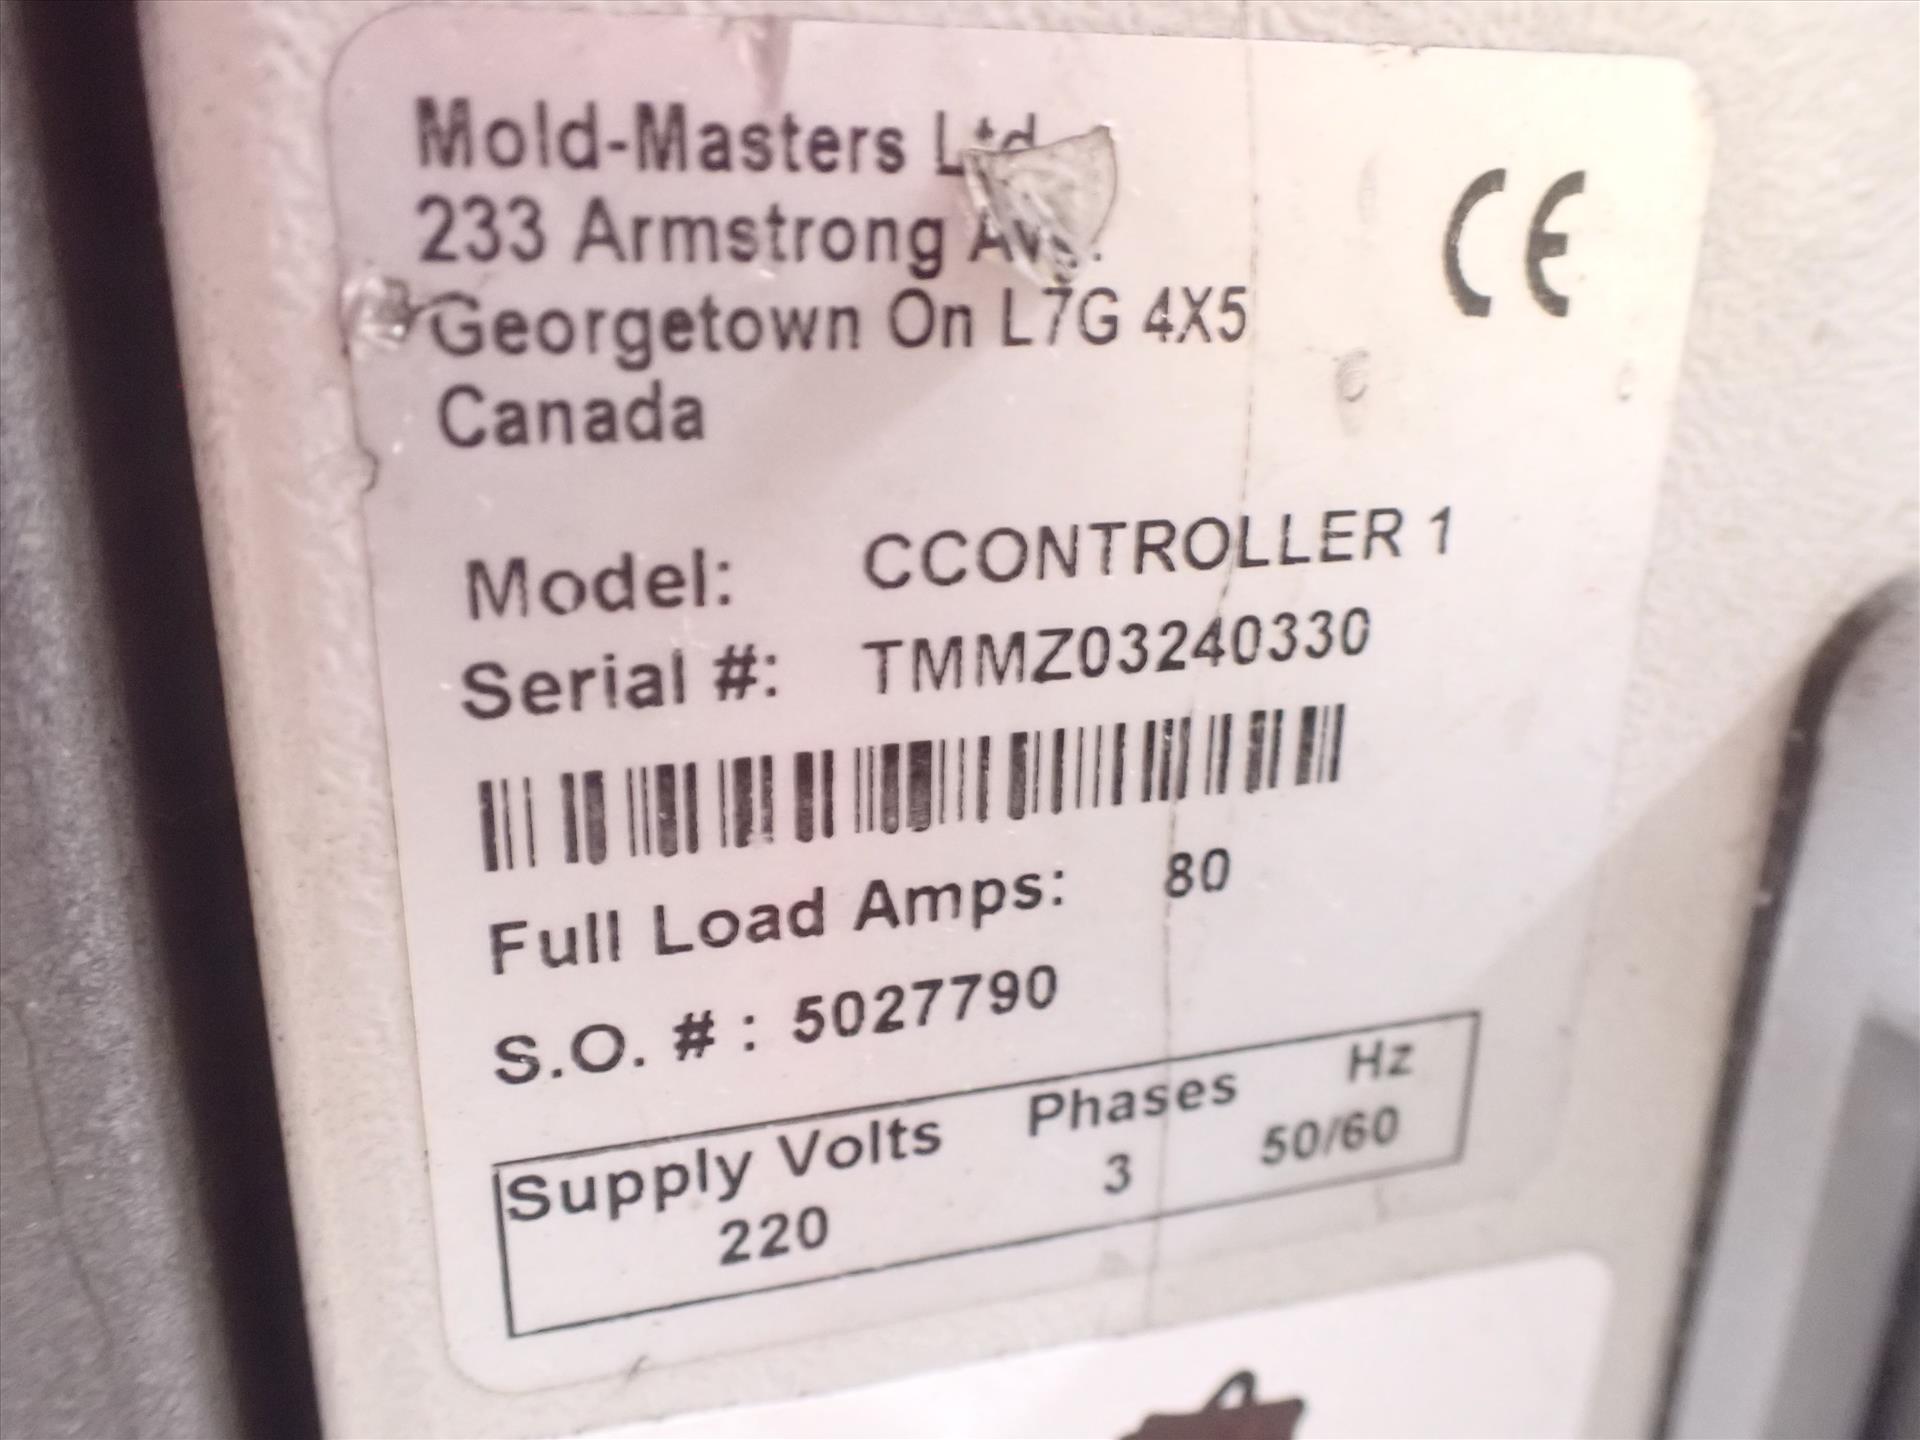 Mold-Masters Ltd.
233 Armstrong Ave.
Georgetown On L7G 4X5
Canada
CE
Model: CCONTROLLER 1
Serial #: TMMZ03240330
Full Load Amps: 80
S.O. # : 5027790
Supply Volts Phases Hz
220 3 50/60